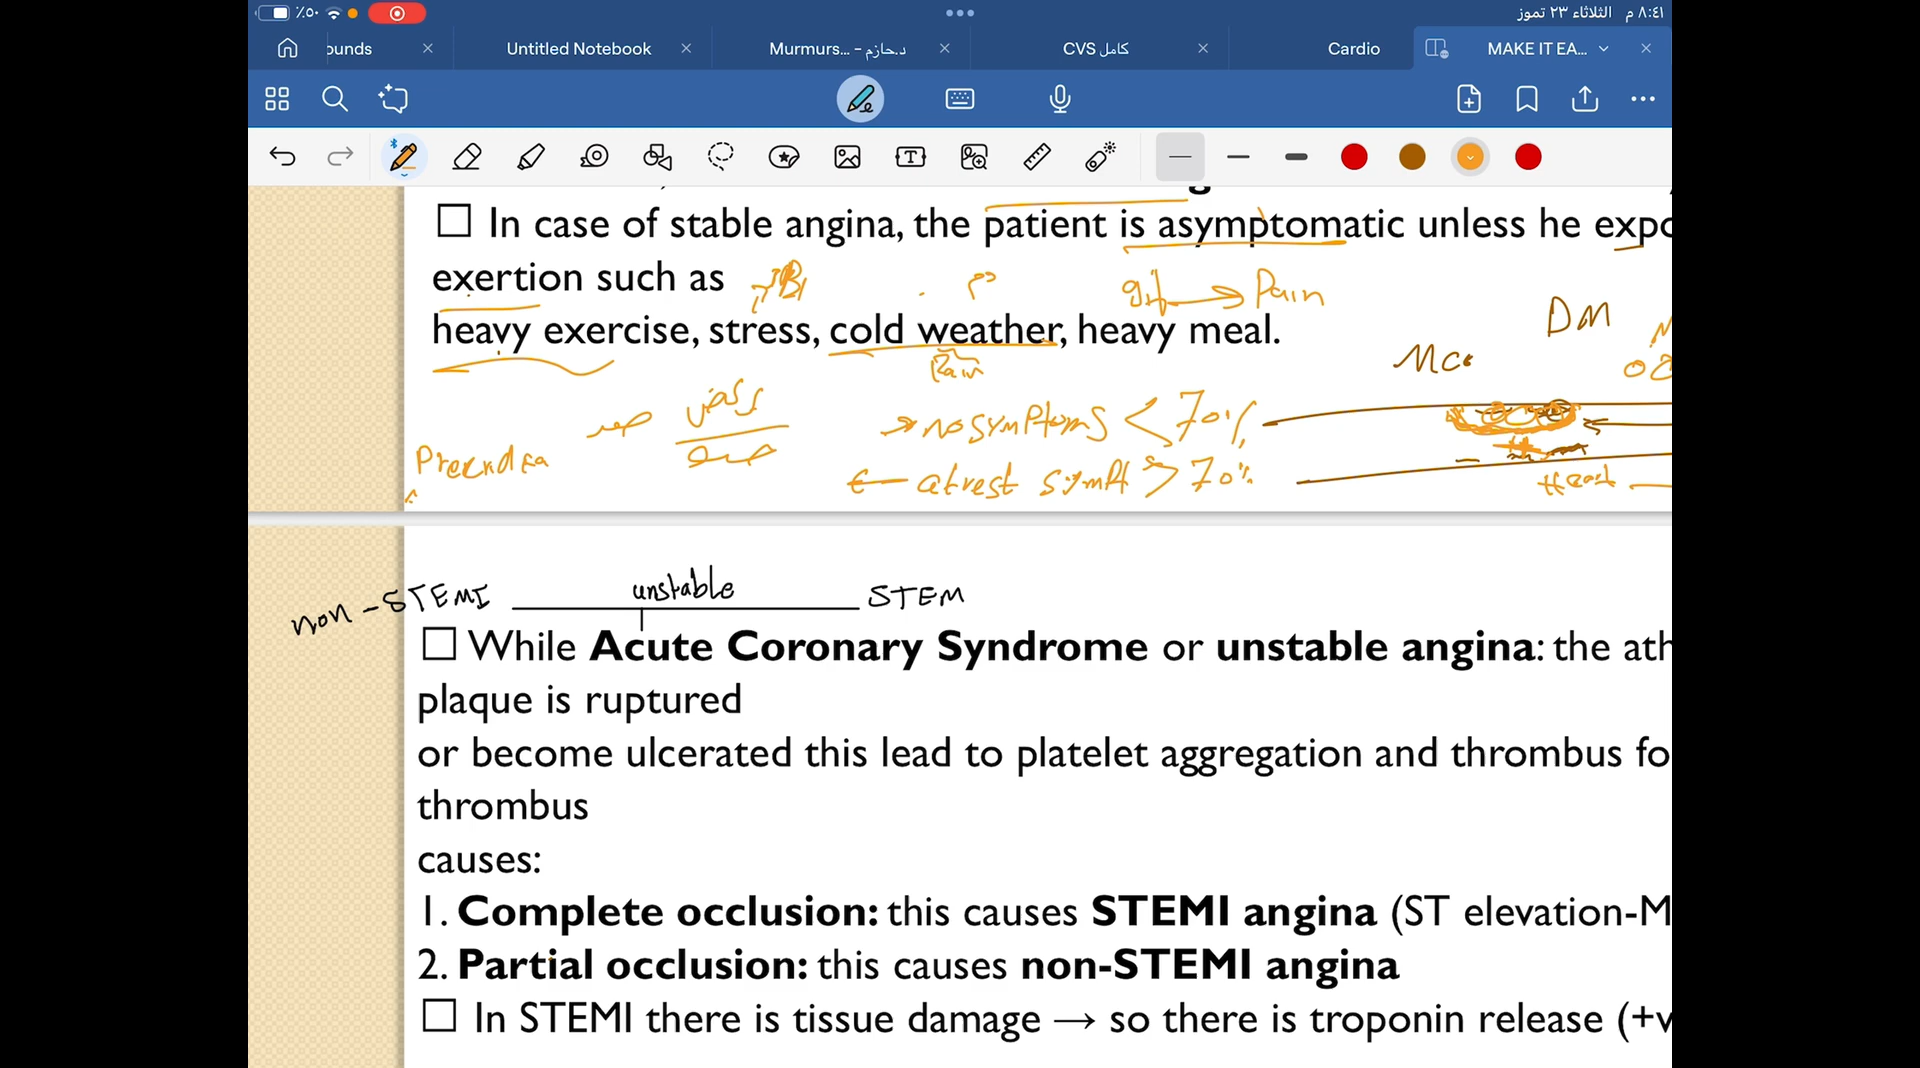 ٪٥٠ ٨:٤١ م الثلاثاء ٢٣ تموز
ounds Untitled Notebook Murmurs... – د.حازم CVS كامل Cardio MAKE IT EA...
In case of stable angina, the patient is asymptomatic unless he expo
exertion such as
Pain
heavy exercise, stress, cold weather, heavy meal.
DM
Pain
→ no symptoms < 70%
← at rest sympt > 70%
non-STEMI unstable STEM
While Acute Coronary Syndrome or unstable angina: the ath
plaque is ruptured
or become ulcerated this lead to platelet aggregation and thrombus fo
thrombus
causes:
1. Complete occlusion: this causes STEMI angina (ST elevation-M
2. Partial occlusion: this causes non-STEMI angina
In STEMI there is tissue damage → so there is troponin release (+v